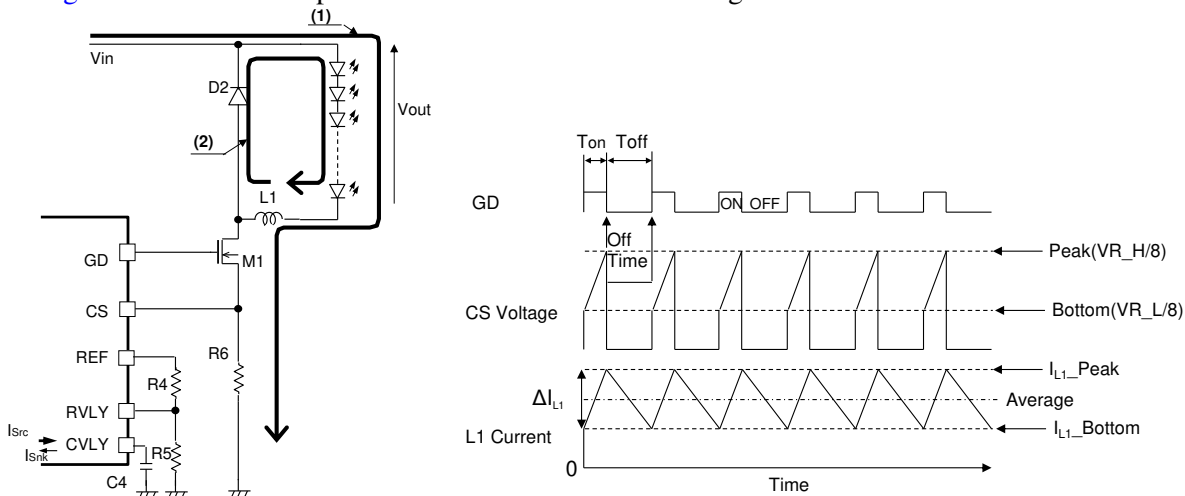 (1)
Vin
D2
Vout
(2)
L1
GD
M1
CS
REF
R4
R6
RVLY
ISrc
ISnk
CVLY
R5
C4
Ton Toff
GD
ON OFF
Off
Time
Peak(VR_H/8)
CS Voltage
Bottom(VR_L/8)
IL1_Peak
ΔIL1
Average
L1 Current
IL1_Bottom
0
Time